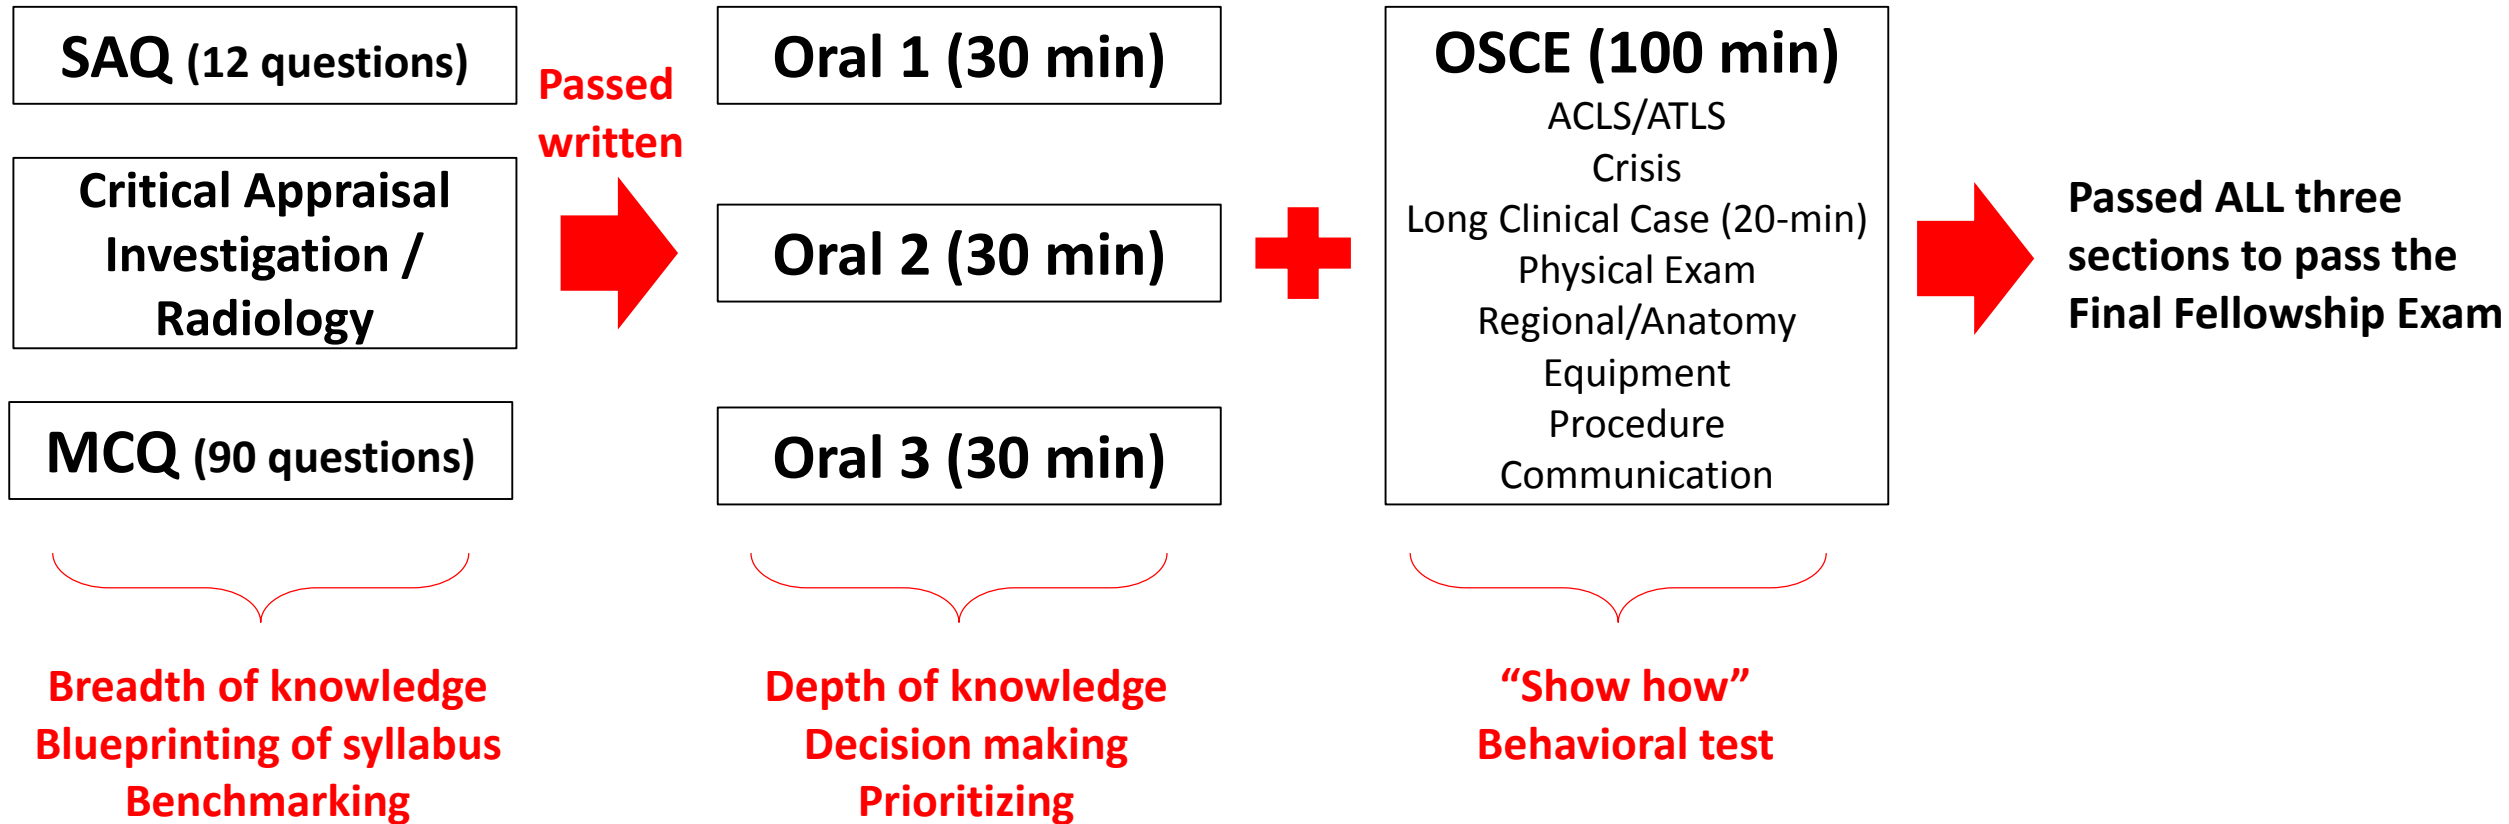 SAQ (12 questions)
Critical Appraisal
Investigation /
Radiology
MCQ (90 questions)
Breadth of knowledge
Blueprinting of syllabus
Benchmarking
Passed
written
Oral 1 (30 min)
Oral 2 (30 min)
Oral 3 (30 min)
Depth of knowledge
Decision making
Prioritizing
OSCE (100 min)
ACLS/ATLS
Crisis
Long Clinical Case (20-min)
Physical Exam
Regional/Anatomy
Equipment
Procedure
Communication
“Show how”
Behavioral test
Passed ALL three
sections to pass the
Final Fellowship Exam